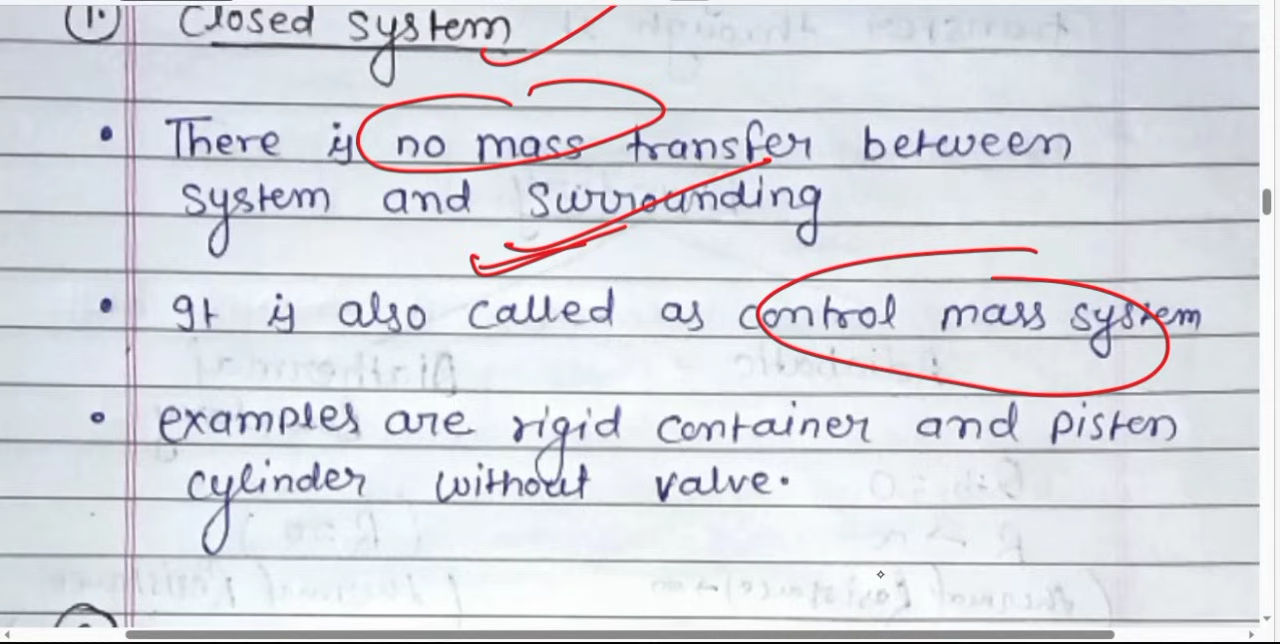 1. Closed system
• There is no mass transfer between
system and surrounding
• It is also called as control mass system
• examples are rigid container and piston
cylinder without valve.